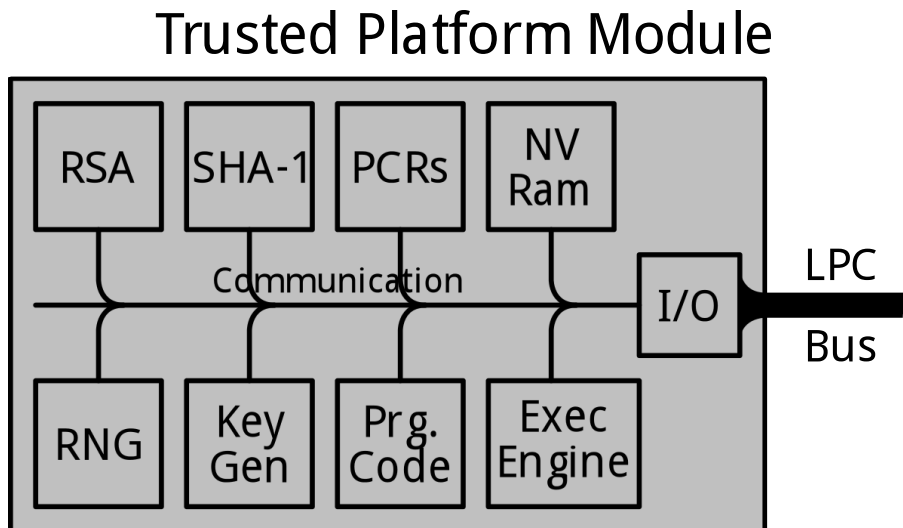 Trusted Platform Module
RSA
SHA-1
PCRs
NV
Ram
Communication
I/O
LPC
Bus
RNG
Key
Gen
Prg.
Code
Exec
Engine